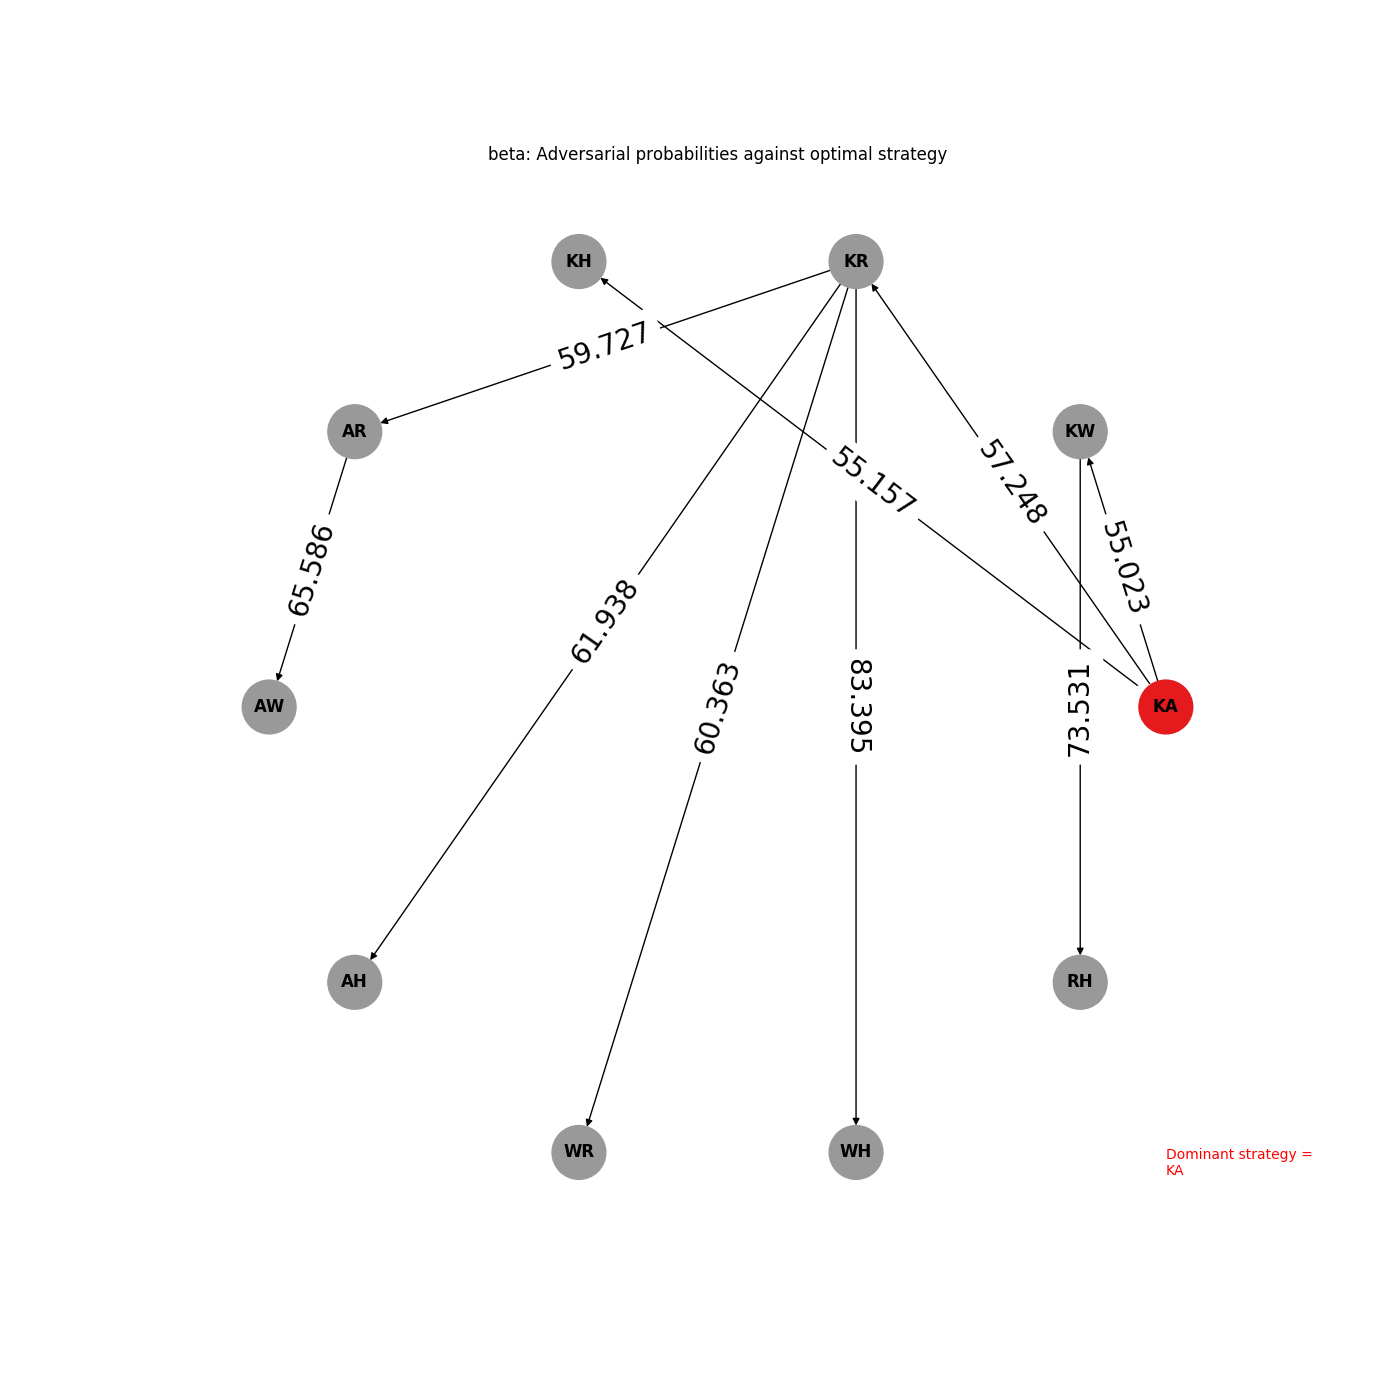 beta: Adversarial probabilities against optimal strategy
KH
KR
59.727
AR
KW
55.157
57.248
65.586
55.023
61.938
60.363
83.395
73.531
AW
KA
AH
RH
WR
WH
Dominant strategy =
KA